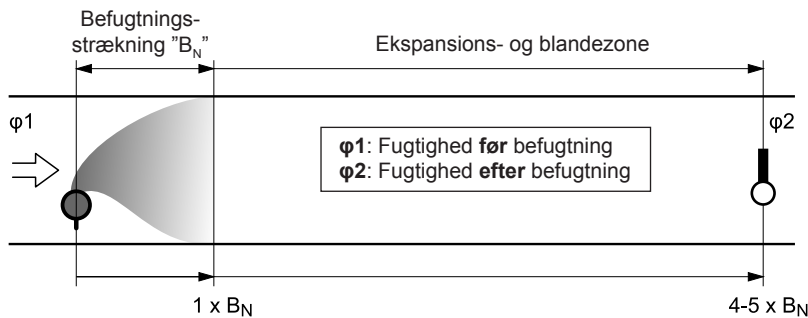 Befugtnings-
strækning "B_N"
Ekspansions- og blandezone
φ1
φ2
φ1: Fugtighed før befugtning
φ2: Fugtighed efter befugtning
1 x B_N
4-5 x B_N